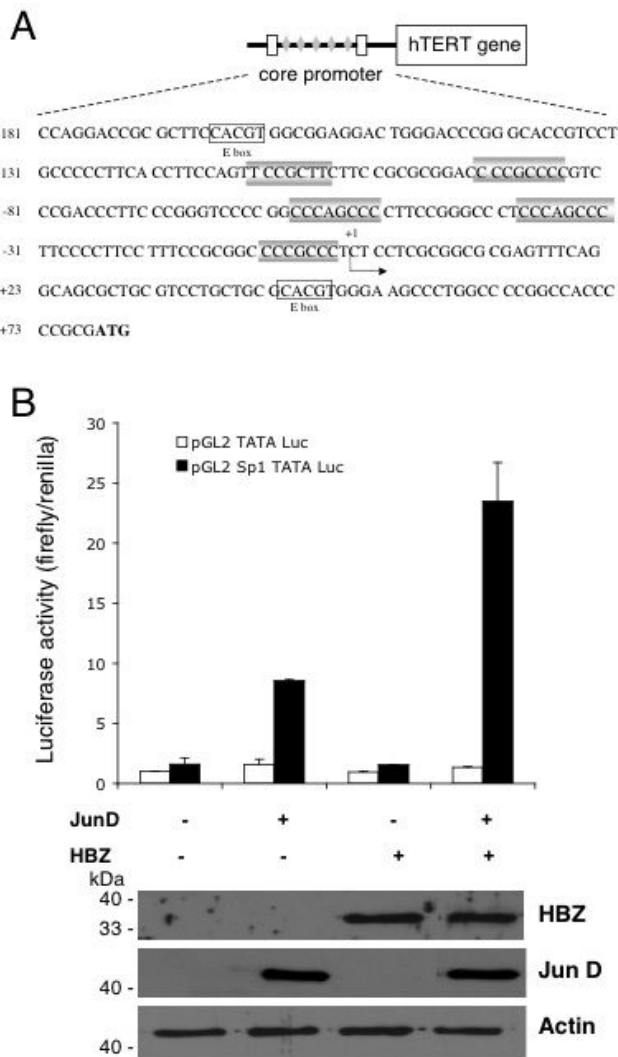 A
hTERT gene
core promoter
181 CCAGGACCGC GCTTCCACGT GGCGGAGGAC TGGGACCCGG GCACCGTCCT
E box
131 GCCCCCTTCA CCTTCCAGTT CCGCTTCTTC CGCGCGGACC CCGCCCCGTC
-81 CCGACCCTTC CCGGGTCCCC GGCCCAGCCC CTTCCGGGCC CTCCCAGCCC
+1
-31 TTCCCCTTCC TTTCCGCGGC CCCGCCCTCT CCTCGCGGCG CGAGTTTCAG
+23 GCAGCGCTGC GTCCTGCTGC GCACGTGGGA AGCCCTGGCC CCGGCCACCC
E box
+73 CCGCGATG
B
Luciferase activity (firefly/renilla)
30
25
20
15
10
5
0
pGL2 TATA Luc
pGL2 Sp1 TATA Luc
JunD - + - +
HBZ - - + +
kDa
40 -
33 -
HBZ
40 -
Jun D
40 -
Actin